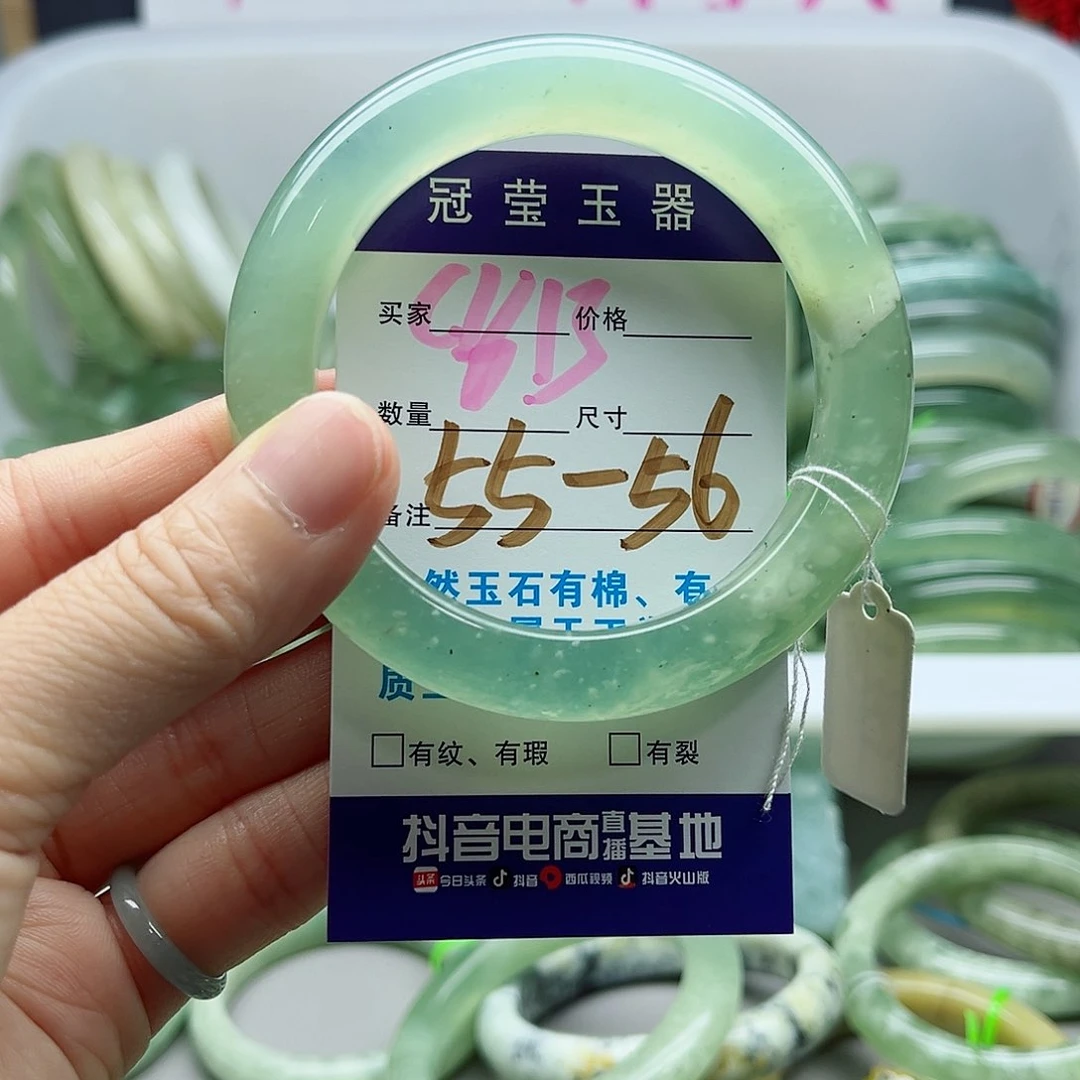 冠莹玉器
买家 价格
数量 尺寸
55-56
备注
然玉石有棉、有
质
□有纹、有瑕 □有裂
抖音电商直播基地
头条 今日头条 抖音 西瓜视频 抖音火山版